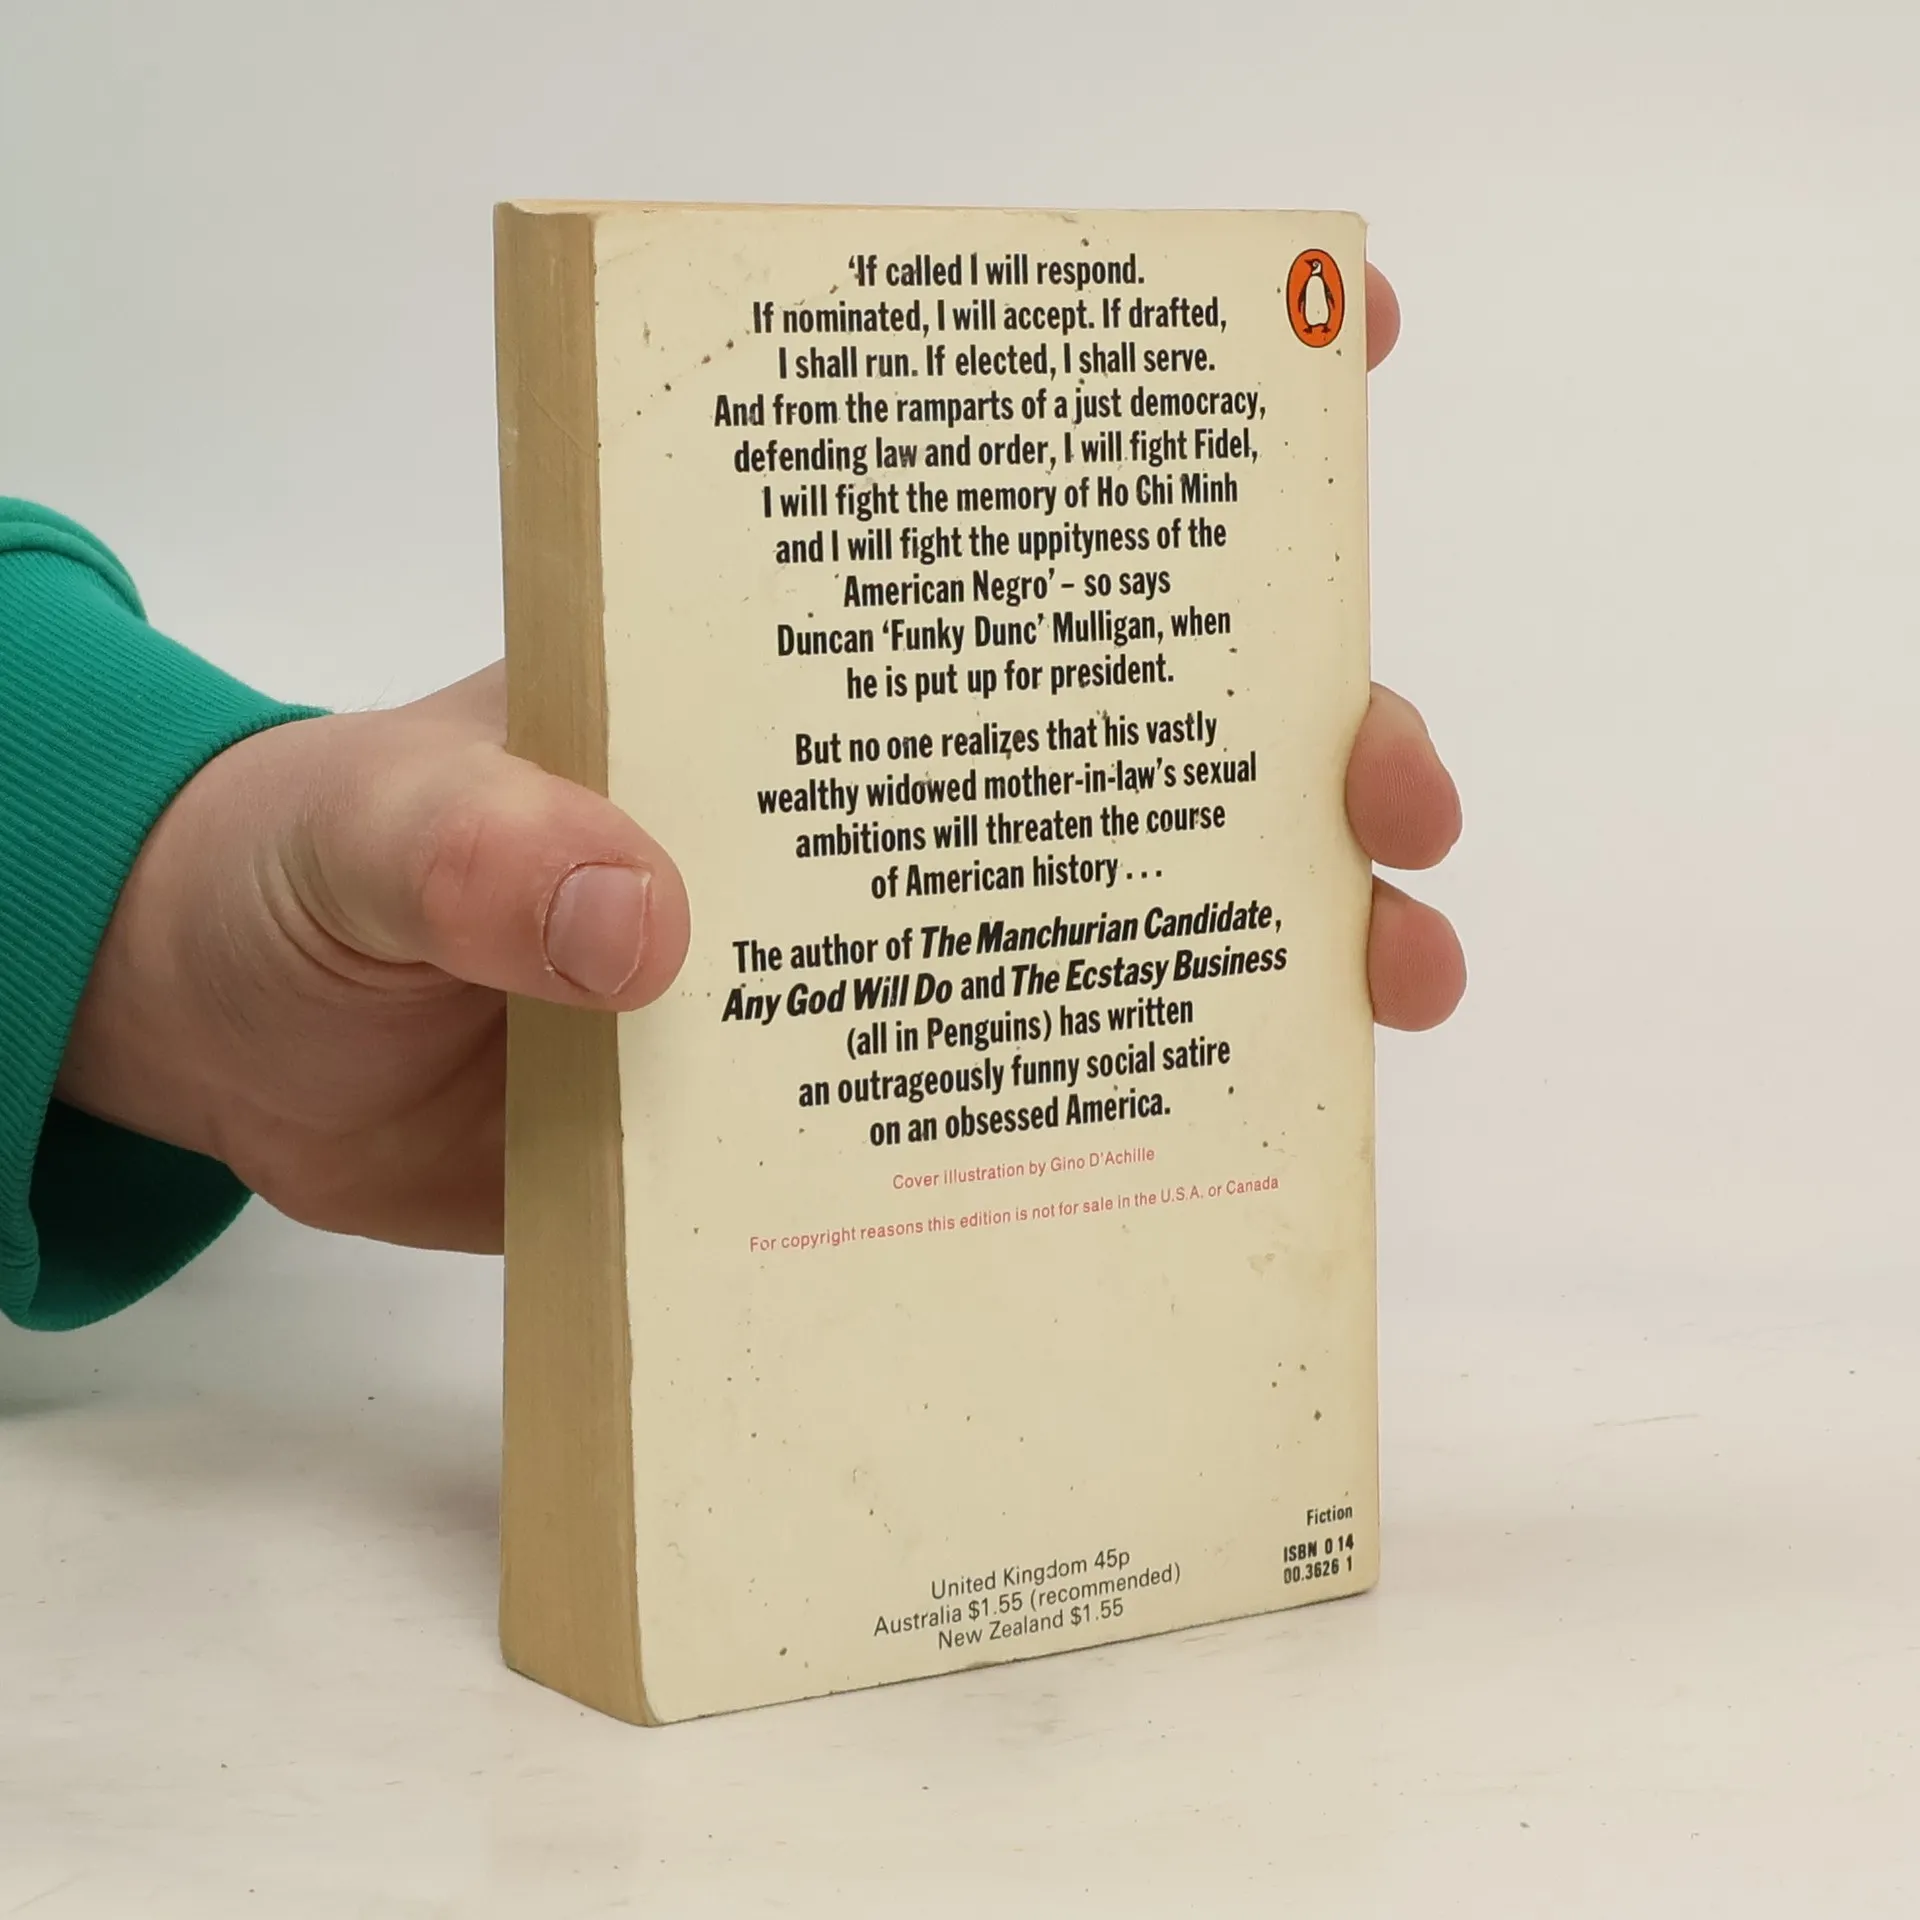 ‘If called I will respond.
If nominated, I will accept. If drafted,
I shall run. If elected, I shall serve.
And from the ramparts of a just democracy,
defending law and order, I will fight Fidel,
I will fight the memory of Ho Chi Minh
and I will fight the uppityness of the
American Negro’ – so says
Duncan ‘Funky Dunc’ Mulligan, when
he is put up for president.
But no one realizes that his vastly
wealthy widowed mother-in-law’s sexual
ambitions will threaten the course
of American history . . .
The author of The Manchurian Candidate,
Any God Will Do and The Ecstasy Business
(all in Penguins) has written
an outrageously funny social satire
on an obsessed America.
Cover illustration by Gino D’Achille
For copyright reasons this edition is not for sale in the U.S.A. or Canada
United Kingdom 45p
Australia $1.55 (recommended)
New Zealand $1.55
Fiction
ISBN 0 14
00.3626 1